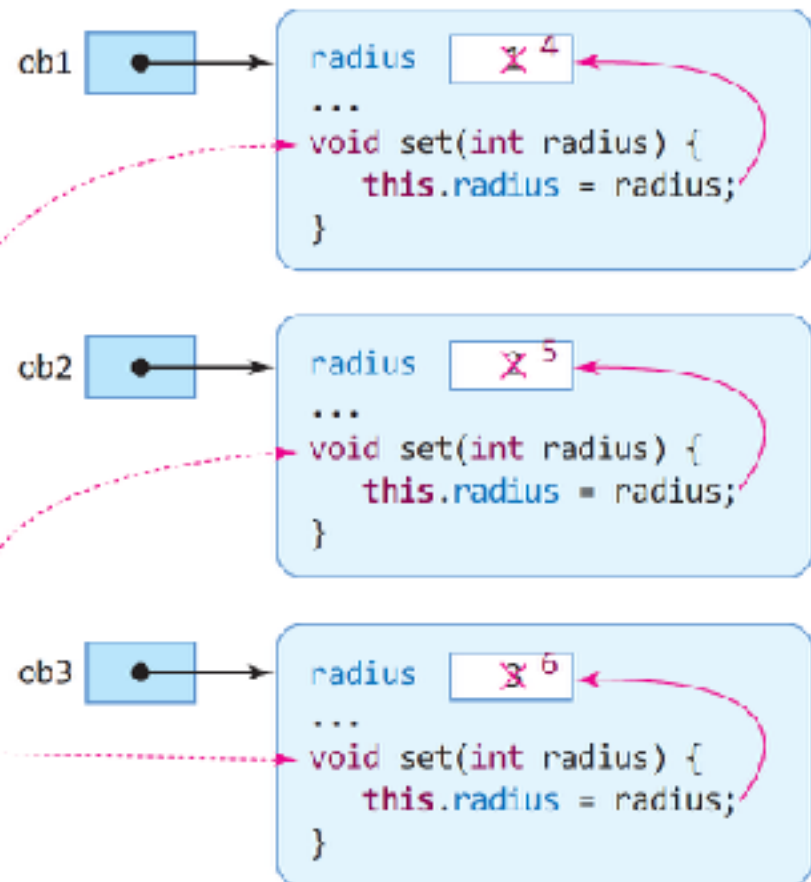 ob1
radius 1 4
...
void set(int radius) {
this.radius = radius;
}
ob2
radius 2 5
...
void set(int radius) {
this.radius = radius;
}
ob3
radius 3 6
...
void set(int radius) {
this.radius = radius;
}